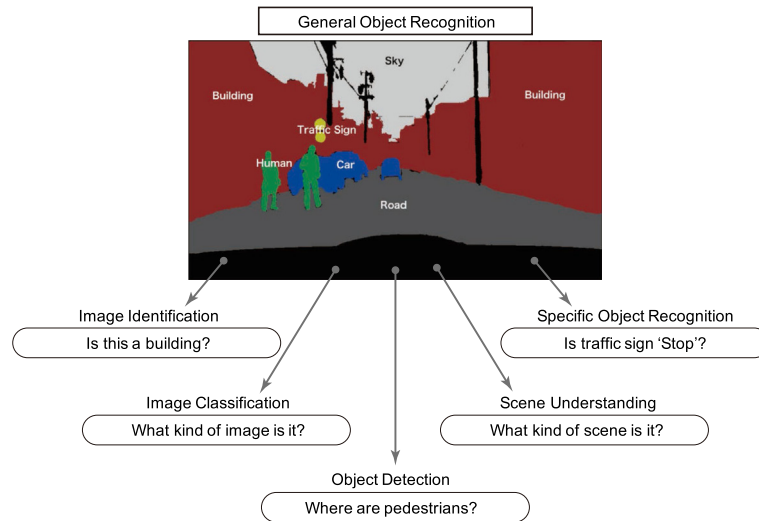 General Object Recognition
Sky
Building
Building
Traffic Sign
Human
Car
Road
Image Identification
Is this a building?
Specific Object Recognition
Is traffic sign ‘Stop’?
Image Classification
What kind of image is it?
Scene Understanding
What kind of scene is it?
Object Detection
Where are pedestrians?